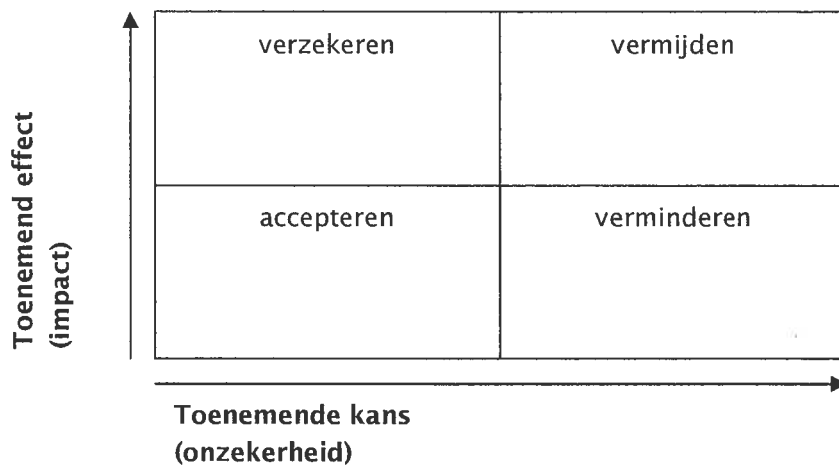 verzekeren
vermijden
accepteren
verminderen
Toenemend effect
(impact)
Toenemende kans
(onzekerheid)